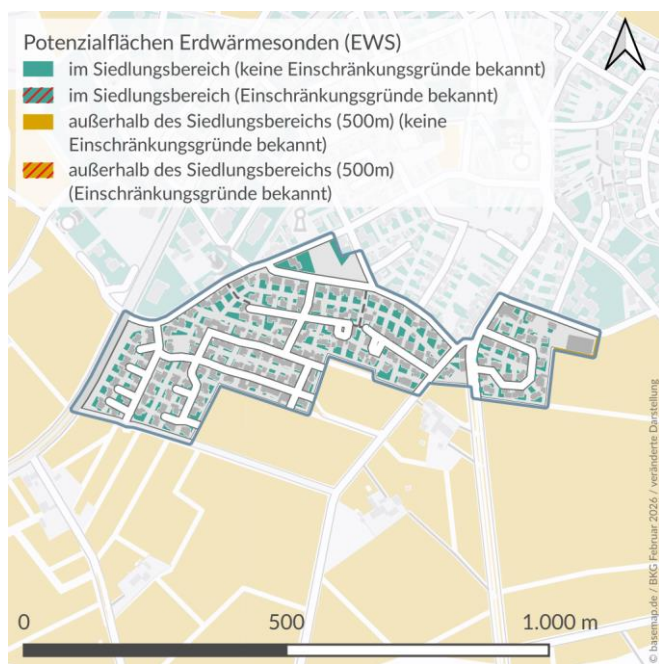 Potenzialflächen Erdwärmesonden (EWS)
im Siedlungsbereich (keine Einschränkungsgründe bekannt)
im Siedlungsbereich (Einschränkungsgründe bekannt)
außerhalb des Siedlungsbereichs (500m) (keine
Einschränkungsgründe bekannt)
außerhalb des Siedlungsbereichs (500m)
(Einschränkungsgründe bekannt)
0 500 1.000 m
© basemap.de / BKG Februar 2026 / veränderte Darstellung